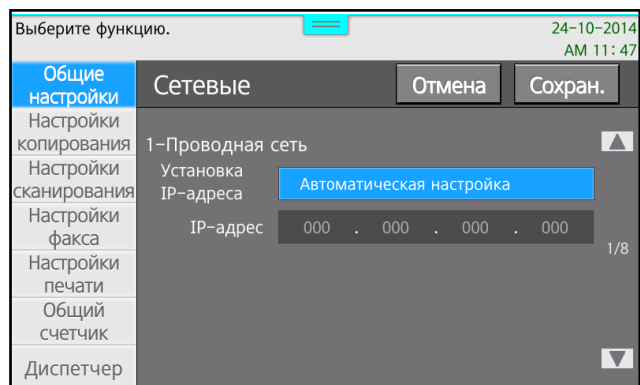 Выберите функцию.
24-10-2014
AM 11:47
Общие
настройки
Сетевые
Отмена
Сохран.
Настройки
копирования
Настройки
сканирования
Настройки
факса
Настройки
печати
Общий
счетчик
Диспетчер
1-Проводная сеть
Установка
IP-адреса
Автоматическая настройка
IP-адрес
000 . 000 . 000 . 000
1/8